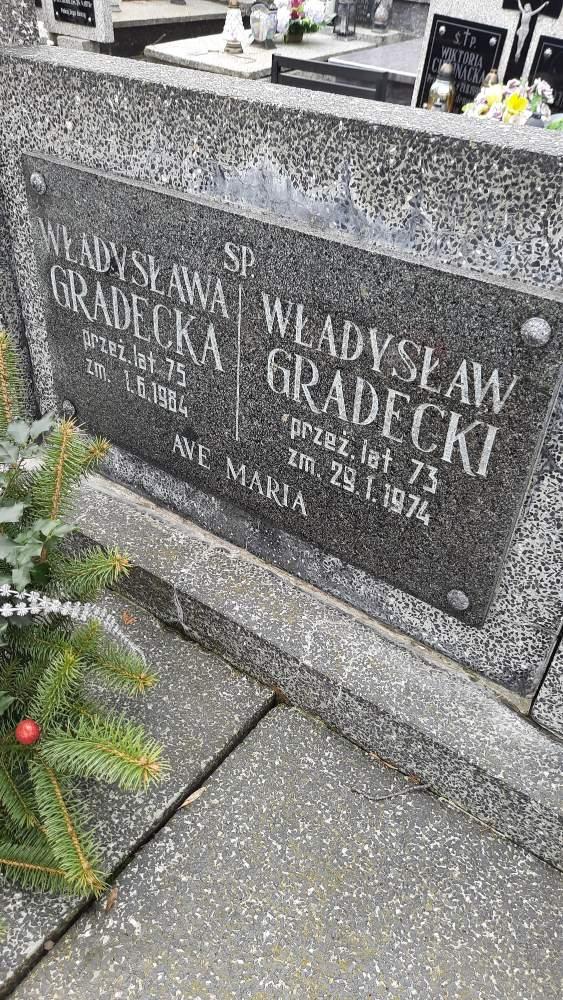 SP.
WŁADYSŁAWA
GRADECKA
przeż. lat 75
zm. 1.6.1984
WŁADYSŁAW
GRADECKI
przeż. lat 73
zm. 29.1.1974
AVE MARIA
Ś†P.
WIKTORIA